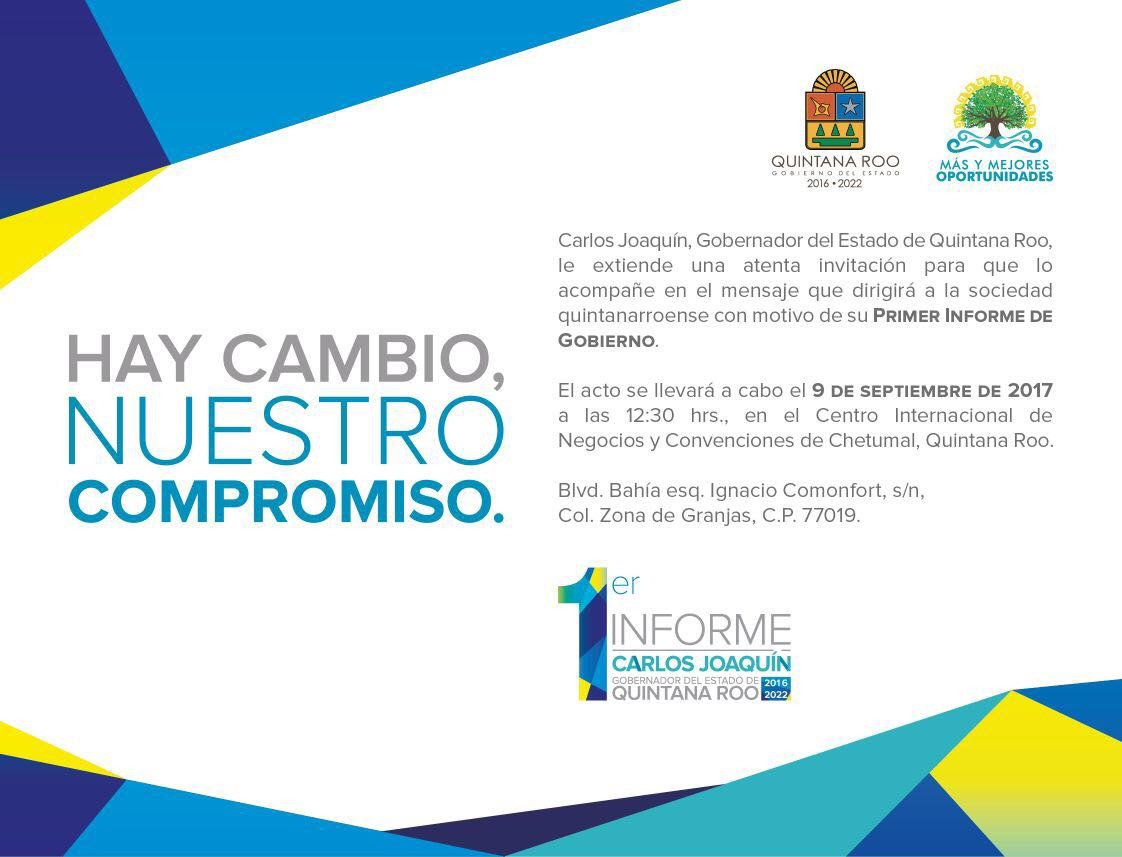 QUINTANA ROO
GOBIERNO DEL ESTADO
2016 • 2022
MÁS Y MEJORES
OPORTUNIDADES
HAY CAMBIO,
NUESTRO
COMPROMISO.
Carlos Joaquín, Gobernador del Estado de Quintana Roo,
le extiende una atenta invitación para que lo
acompañe en el mensaje que dirigirá a la sociedad
quintanarroense con motivo de su PRIMER INFORME DE
GOBIERNO.
El acto se llevará a cabo el 9 DE SEPTIEMBRE DE 2017
a las 12:30 hrs., en el Centro Internacional de
Negocios y Convenciones de Chetumal, Quintana Roo.
Blvd. Bahía esq. Ignacio Comonfort, s/n,
Col. Zona de Granjas, C.P. 77019.
1er
INFORME
CARLOS JOAQUÍN
GOBERNADOR DEL ESTADO DE
QUINTANA ROO
2016
2022